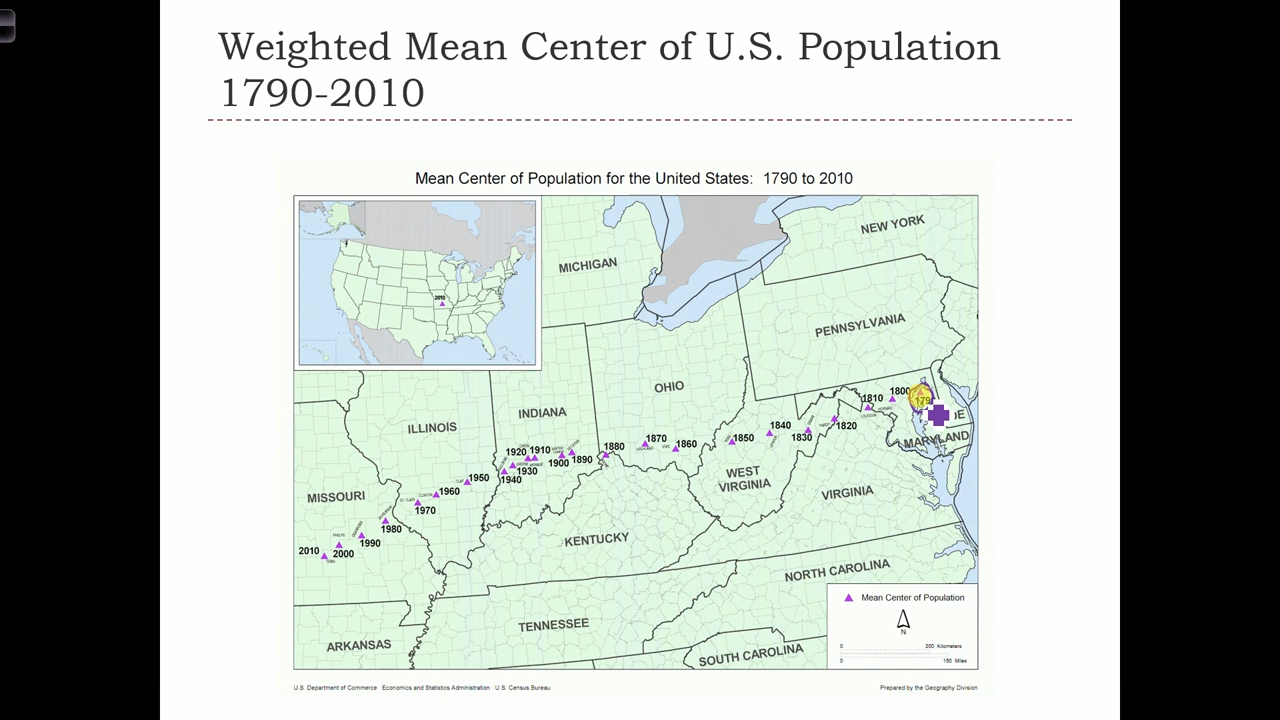 Weighted Mean Center of U.S. Population
1790-2010
Mean Center of Population for the United States: 1790 to 2010
2010
NEW YORK
MICHIGAN
PENNSYLVANIA
OHIO
INDIANA
ILLINOIS
1800
1810
1820
1830
1840
1850
MARYLAND
1860
1870
1880
1890
1900
1910
1920
1930
1940
1950
1960
1970
1980
1990
2000
2010
WEST
VIRGINIA
VIRGINIA
MISSOURI
KENTUCKY
NORTH CAROLINA
TENNESSEE
ARKANSAS
SOUTH CAROLINA
Mean Center of Population
N
0 200 Kilometers
0 150 Miles
U.S. Department of Commerce Economics and Statistics Administration U.S. Census Bureau
Prepared by the Geography Division